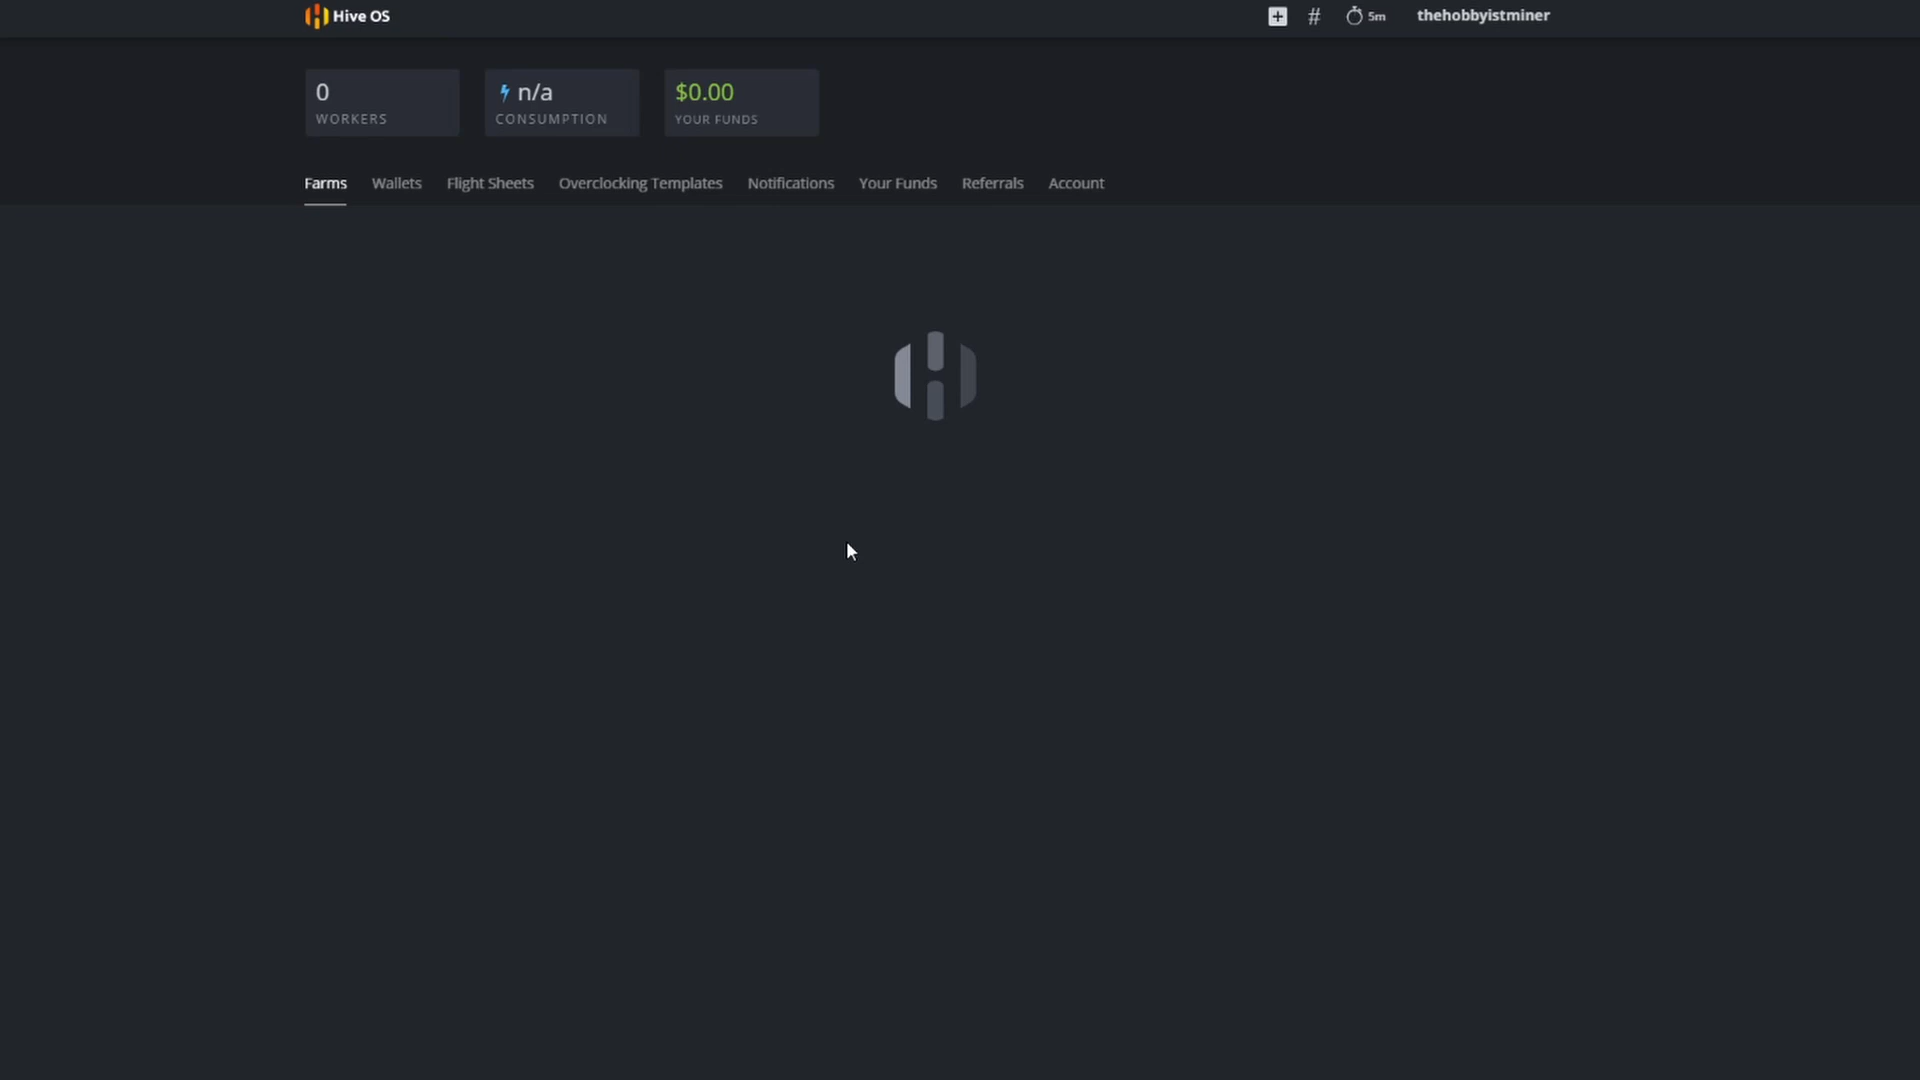 Hive OS
# 5m thehobbyistminer
0 n/a $0.00
WORKERS CONSUMPTION YOUR FUNDS
Farms Wallets Flight Sheets Overclocking Templates Notifications Your Funds Referrals Account